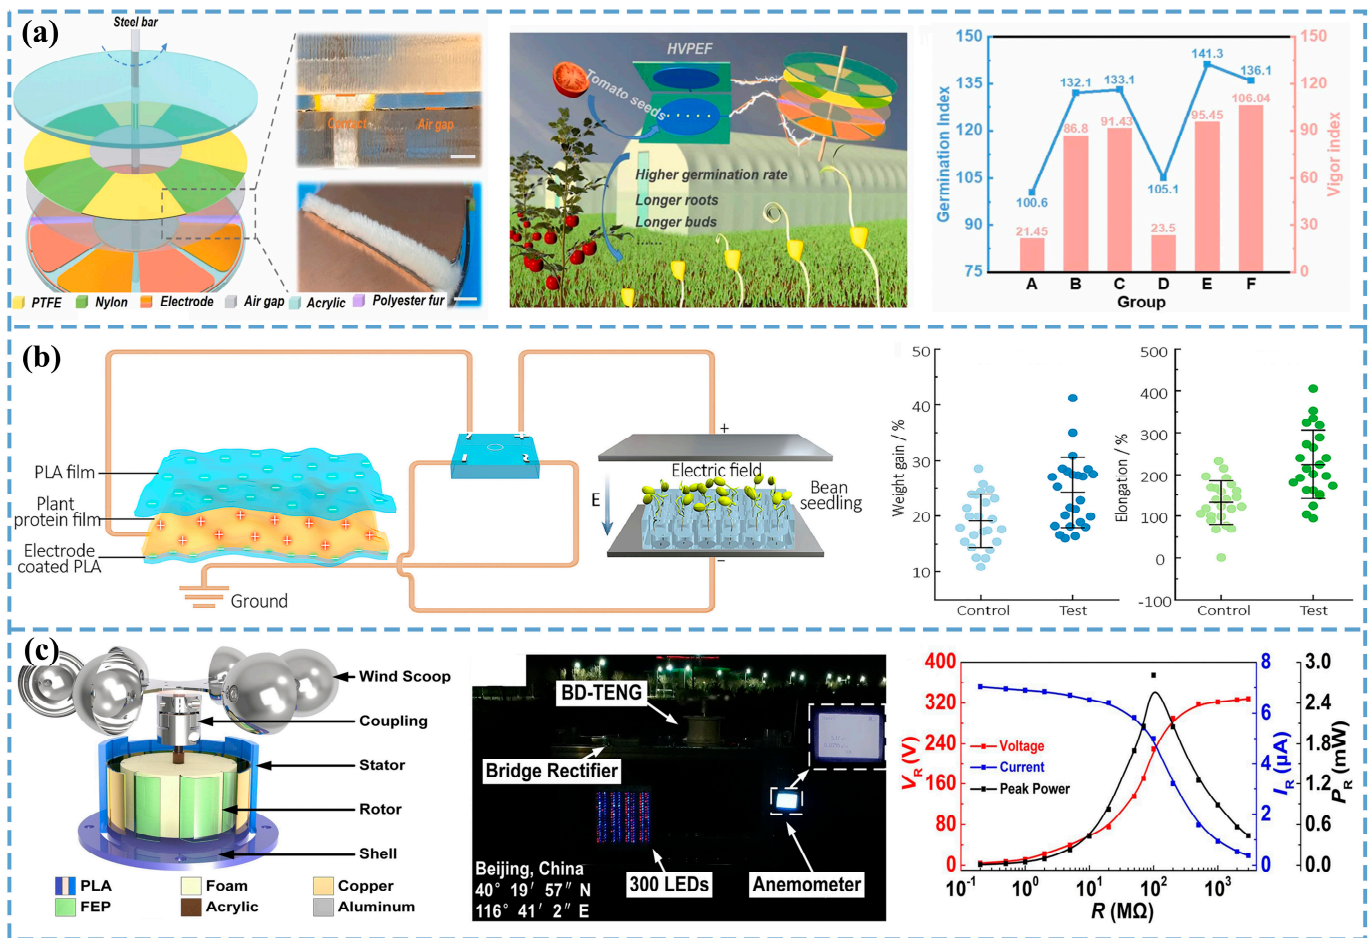 (a)
Steel bar
Contact
Air gap
PTFE
Nylon
Electrode
Air gap
Acrylic
Polyester fur
HVPEF
Tomato seeds
Higher germination rate
Longer roots
Longer buds
......
Germination Index
150
135
120
105
90
75
100.6
132.1
133.1
105.1
141.3
136.1
21.45
86.8
91.43
23.5
95.45
106.04
A B C D E F
Group
150
120
90
60
30
0
Vigor index
(b)
PLA film
Plant
protein film
Electrode
coated PLA
Ground
+
Electric field
E
Bean
seedling
−
Weight gain / %
50
40
30
20
10
Control Test
Elongation / %
500
400
300
200
100
0
-100
Control Test
(c)
Wind Scoop
Coupling
Stator
Rotor
Shell
PLA Foam Copper
FEP Acrylic Aluminum
BD-TENG
Bridge Rectifier
300 LEDs
Anemometer
Beijing, China
40° 19′ 57″ N
116° 41′ 2″ E
V_R (V)
400
320
240
160
80
0
Voltage
Current
Peak Power
10⁻¹ 10⁰ 10¹ 10² 10³
R (MΩ)
8
6
4
2
0
I_R (μA)
3.0
2.4
1.8
1.2
0.6
0.0
P_R (mW)